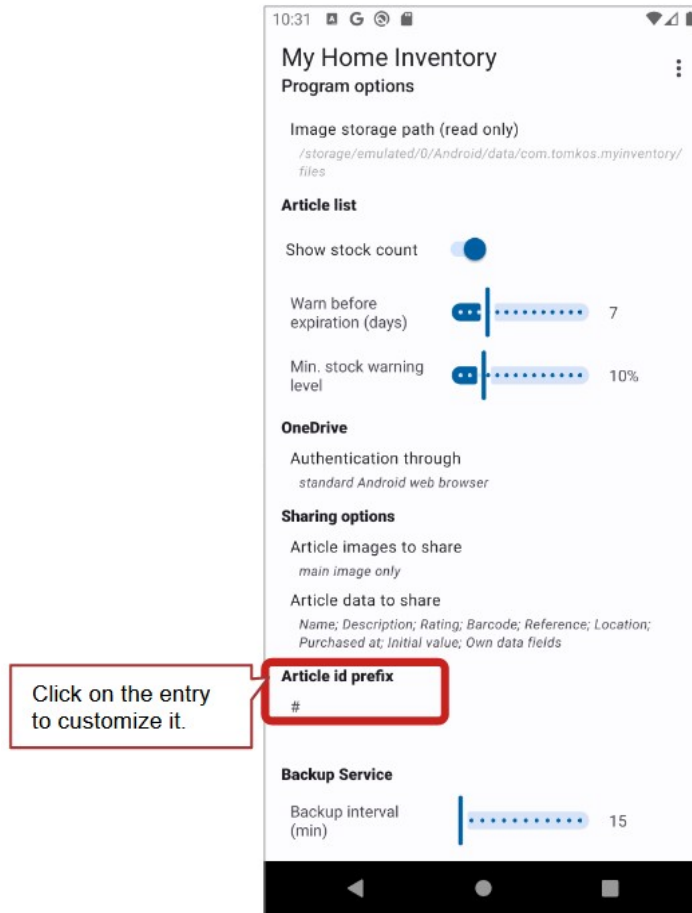 10:31
My Home Inventory
Program options
Image storage path (read only)
/storage/emulated/0/Android/data/com.tomkos.myinventory/
files
Article list
Show stock count
Warn before
expiration (days)
7
Min. stock warning
level
10%
OneDrive
Authentication through
standard Android web browser
Sharing options
Article images to share
main image only
Article data to share
Name; Description; Rating; Barcode; Reference; Location;
Purchased at; Initial value; Own data fields
Click on the entry
to customize it.
Article id prefix
#
Backup Service
Backup interval
(min)
15